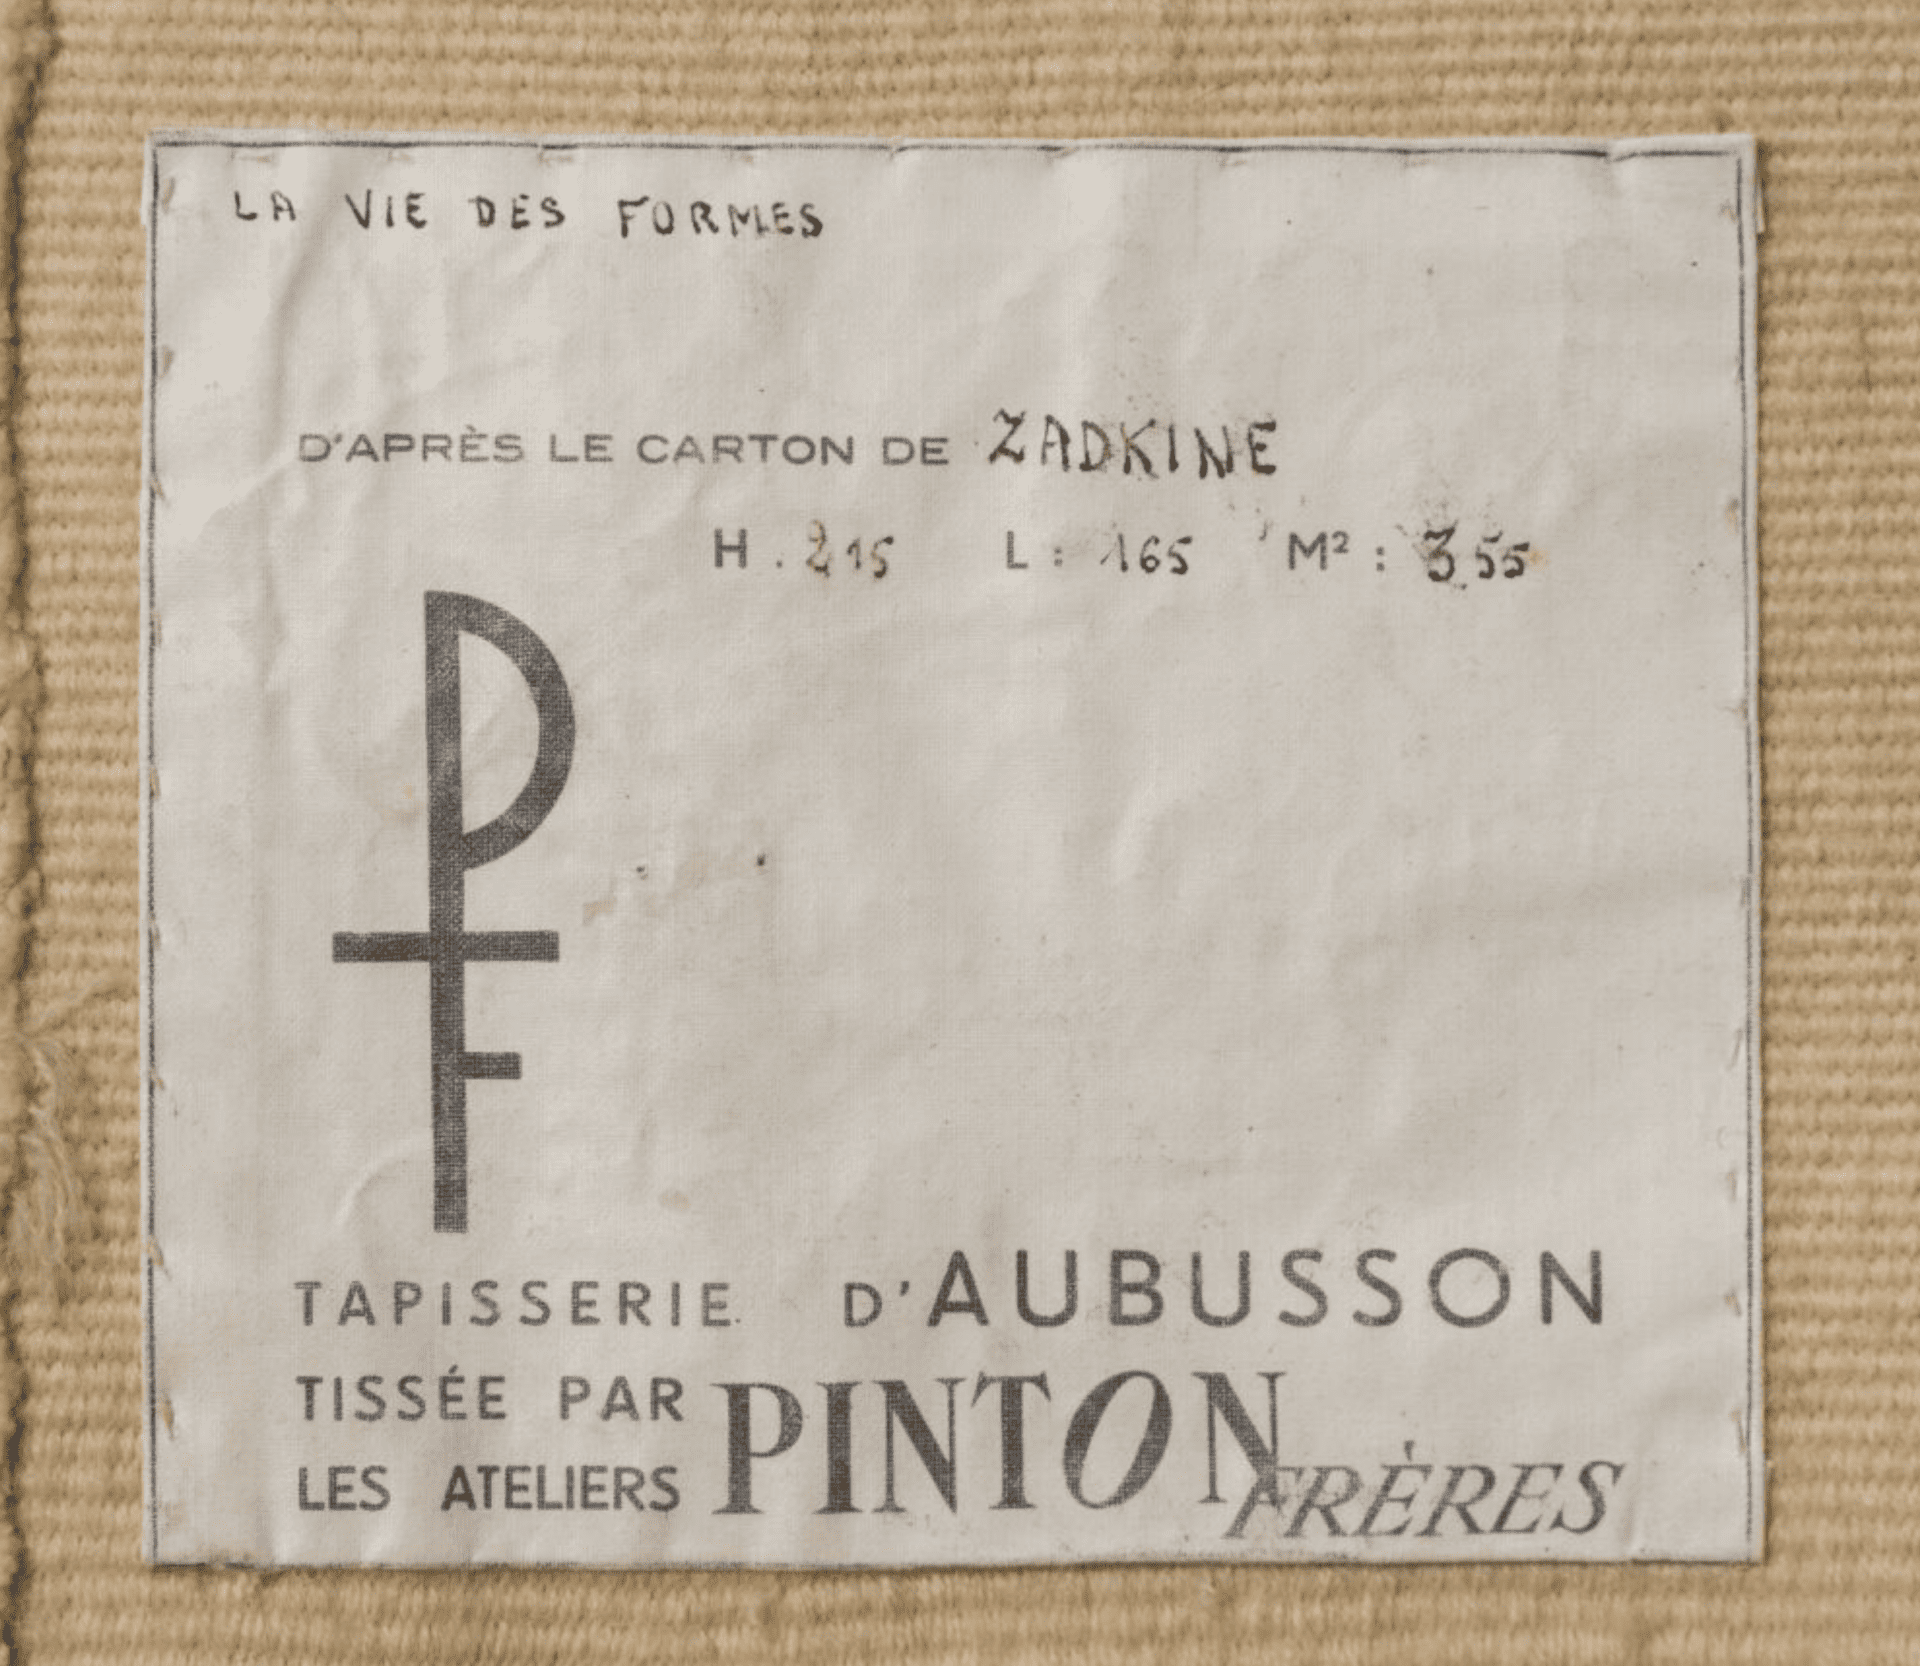 LA VIE DES FORMES
D'APRÈS LE CARTON DE ZADKINE
H. 215 L: 165 M²: 3.55
PF
TAPISSERIE. D'AUBUSSON
TISSÉE PAR
LES ATELIERS PINTON FRÈRES